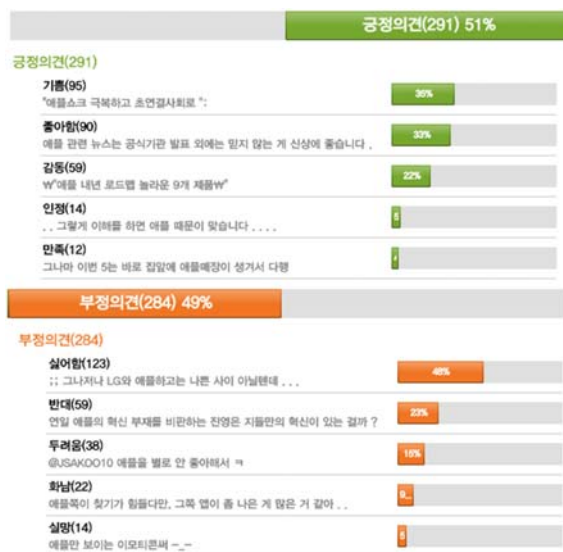 긍정의견(291) 51%
긍정의견(291)
기쁨(95)
"애플쇼크 극복하고 초연결사회로 ":
35%
좋아함(90)
애플 관련 뉴스는 공식기관 발표 외에는 믿지 않는 게 신상에 좋습니다 .
33%
감동(59)
₩"애플 내년 로드맵 놀라운 9개 제품₩"
22%
인정(14)
. . 그렇게 이해를 하면 애플 때문이 맞습니다 . . . .
5
만족(12)
그나마 이번 5는 바로 집앞에 애플매장이 생겨서 다행
4
부정의견(284) 49%
부정의견(284)
싫어함(123)
;; 그나저나 LG와 애플하고는 나쁜 사이 아닐텐데 . . .
48%
반대(59)
연일 애플의 혁신 부재를 비판하는 진영은 지들만의 혁신이 있는 걸까 ?
23%
두려움(38)
@JSAKOO10 애플을 별로 안 좋아해서 ㅋ
15%
화남(22)
애플쪽이 찾기가 힘들다만, 그쪽 앱이 좀 나은 게 많은 거 같아 . .
9...
실망(14)
애플만 보이는 이모티콘써 -_-
5